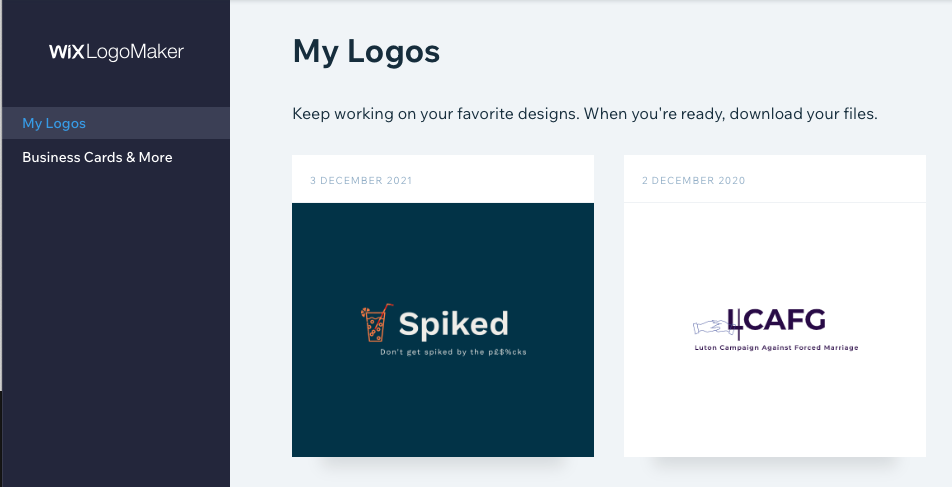 WiX LogoMaker
My Logos
Business Cards & More
My Logos
Keep working on your favorite designs. When you're ready, download your files.
3 DECEMBER 2021
Spiked
Don't get spiked by the p£$%cks
2 DECEMBER 2020
LCAFG
Luton Campaign Against Forced Marriage